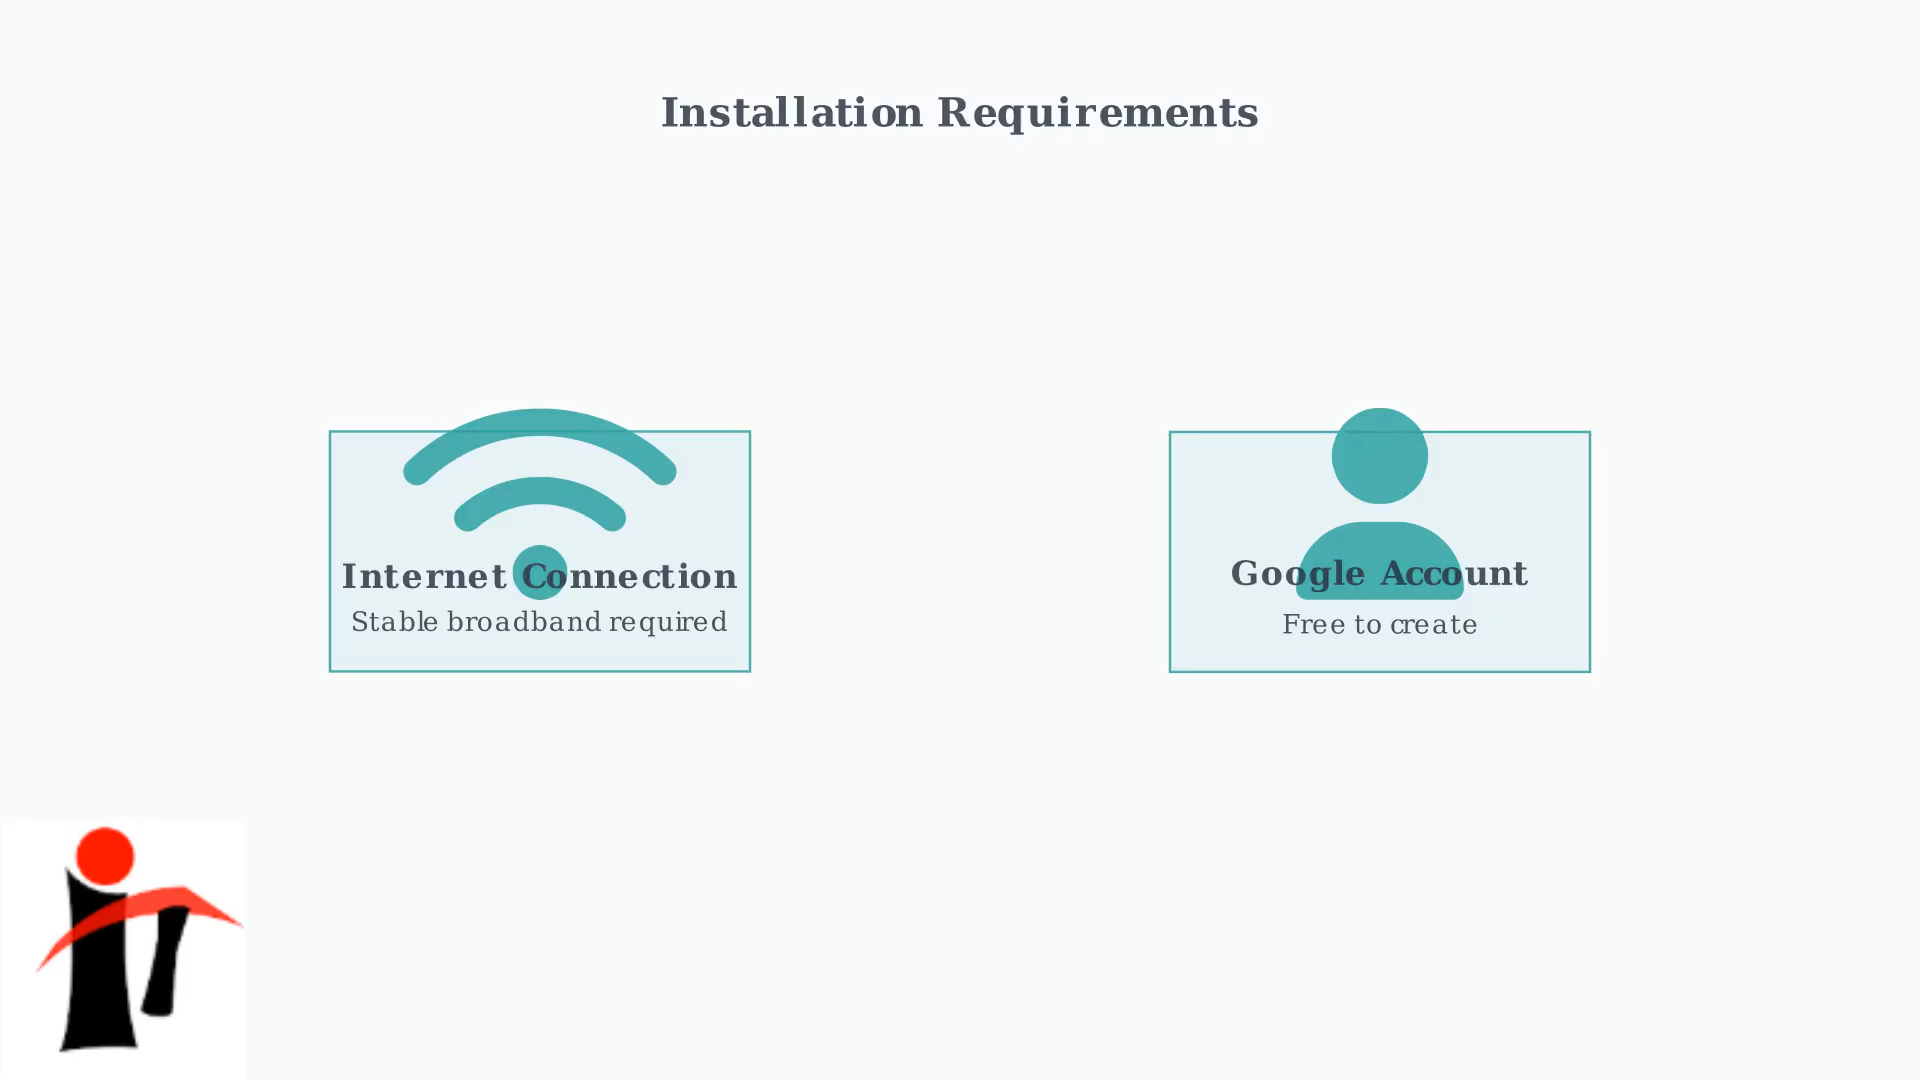 Installation Requirements
Internet Connection
Stable broadband required
Google Account
Free to create